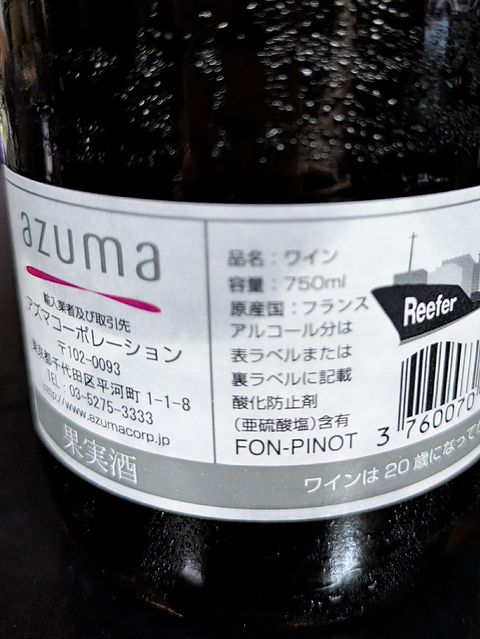 azuma
輸入業者及び取引先
アズマコーポレーション
〒102-0093
東京都千代田区平河町 1-1-8
TEL : 03-5275-3333
http://www.azumacorp.jp
果実酒
品名 : ワイン
容量 : 750ml
原産国 : フランス
アルコール分は
表ラベルまたは
裏ラベルに記載
酸化防止剤
(亜硫酸塩)含有
FON-PINOT
Reefer
3 760070
ワインは 20 歳になって